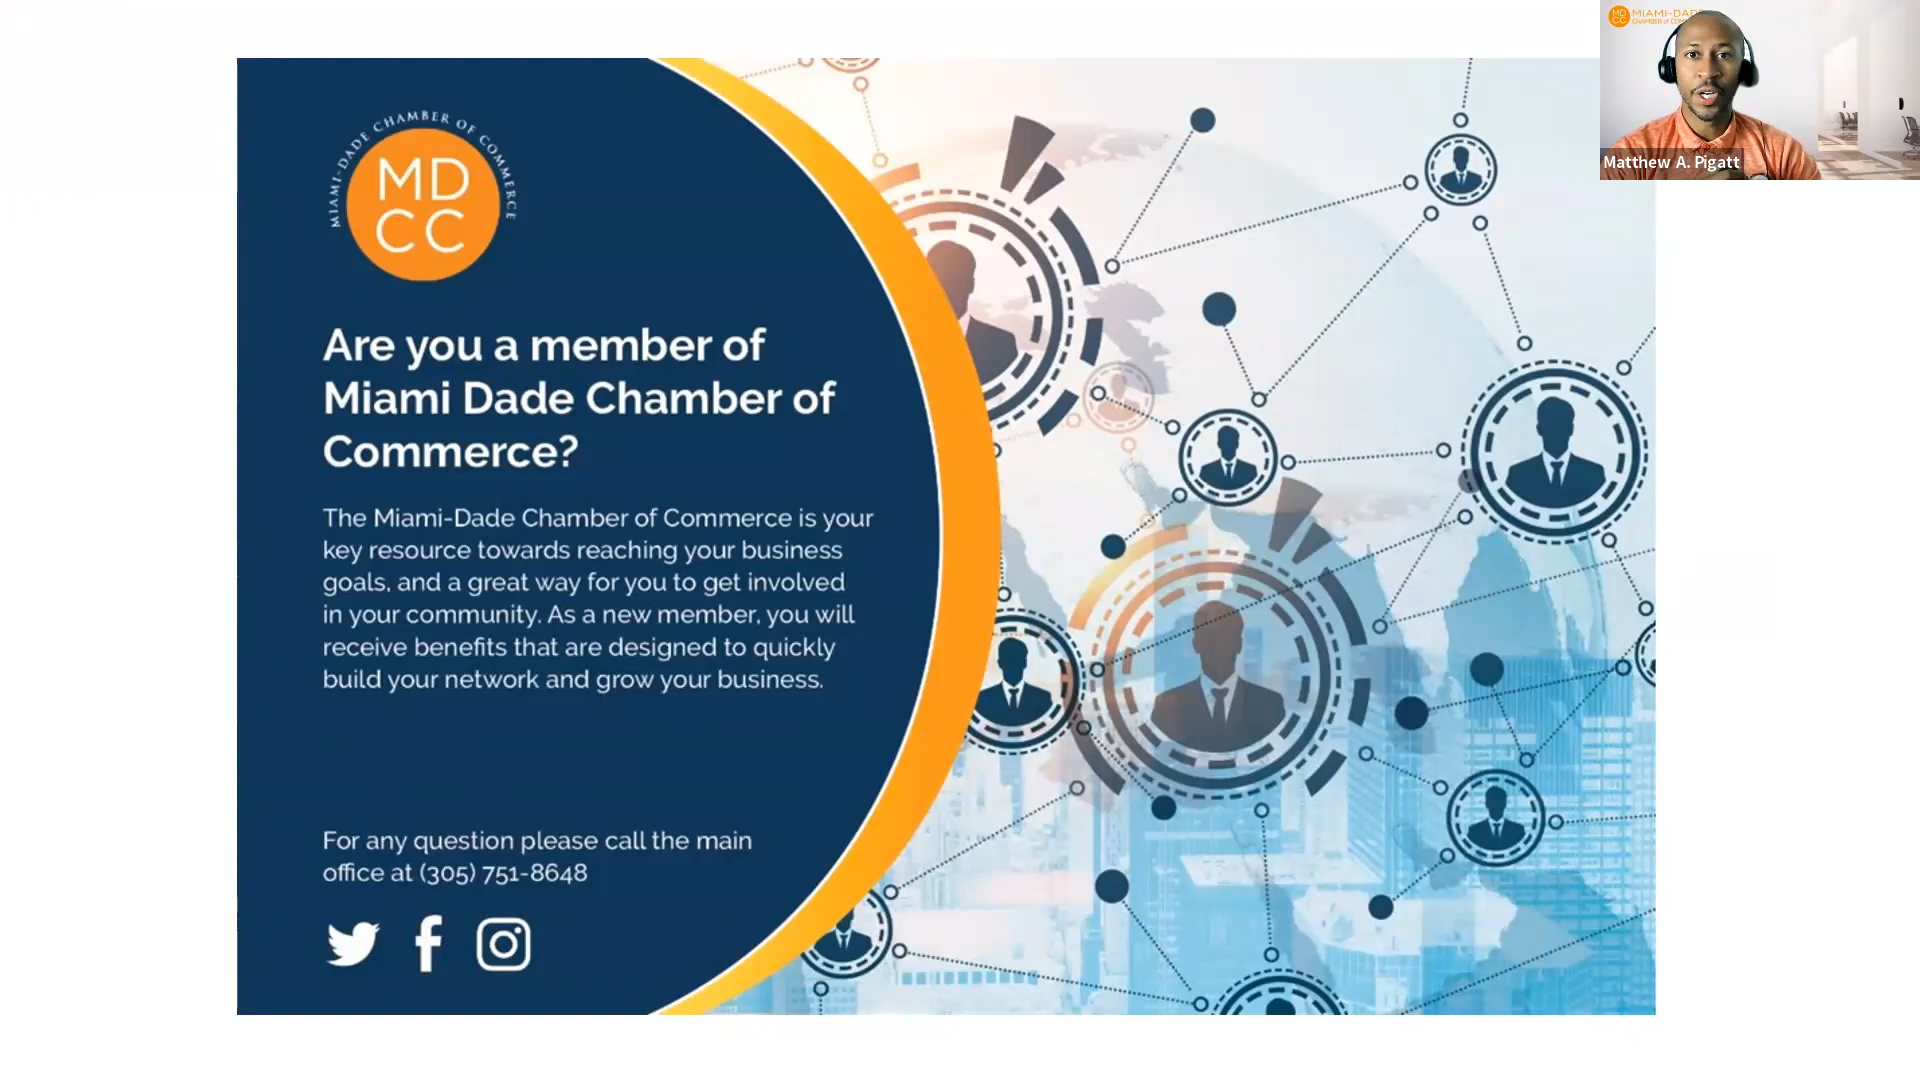 MIAMI-DADE CHAMBER OF COMMERCE
MD
CC
Are you a member of
Miami Dade Chamber of
Commerce?
The Miami-Dade Chamber of Commerce is your
key resource towards reaching your business
goals, and a great way for you to get involved
in your community. As a new member, you will
receive benefits that are designed to quickly
build your network and grow your business.
For any question please call the main
office at (305) 751-8648
MD
CC
MIAMI-DADE
CHAMBER of
Matthew A. Pigatt